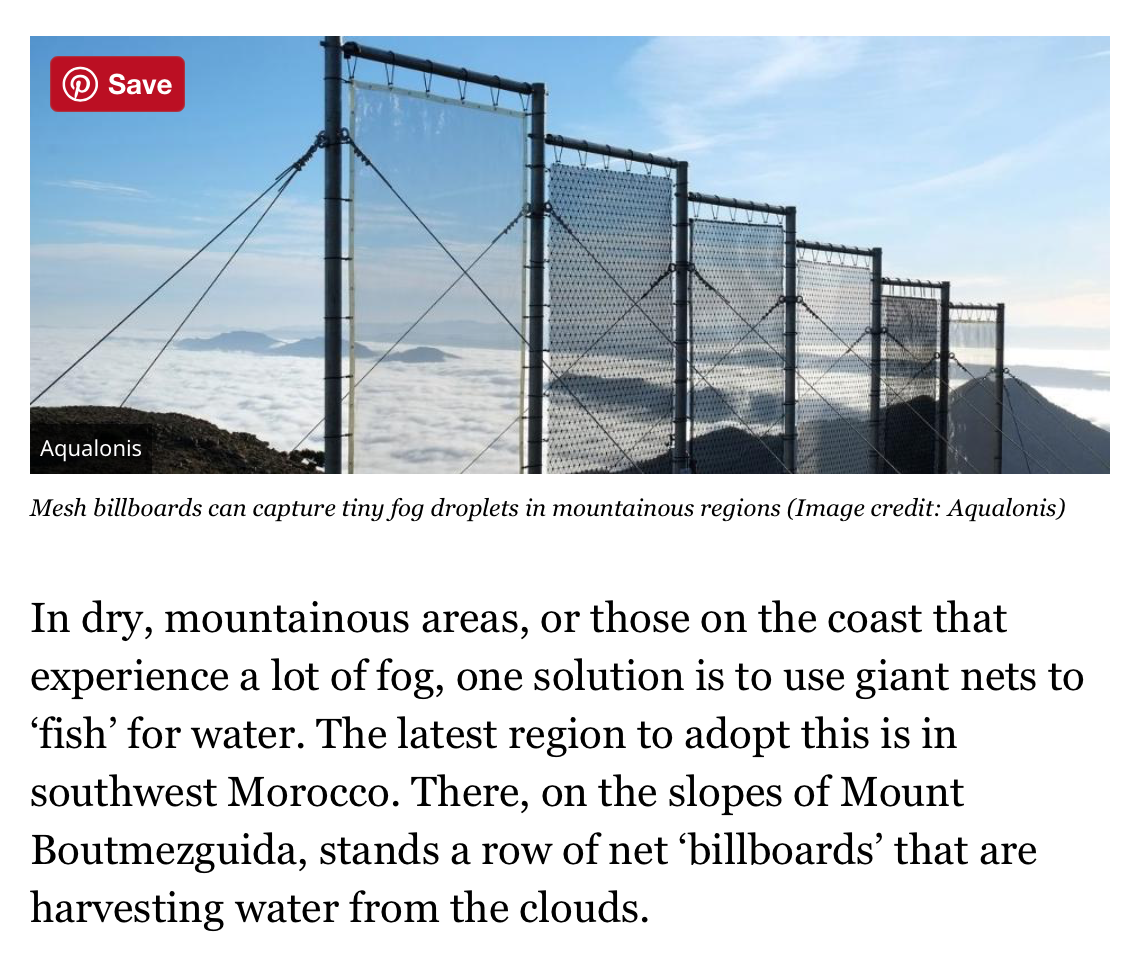 Save
Aqualonis
Mesh billboards can capture tiny fog droplets in mountainous regions (Image credit: Aqualonis)
In dry, mountainous areas, or those on the coast that
experience a lot of fog, one solution is to use giant nets to
‘fish’ for water. The latest region to adopt this is in
southwest Morocco. There, on the slopes of Mount
Boutmezguida, stands a row of net ‘billboards’ that are
harvesting water from the clouds.